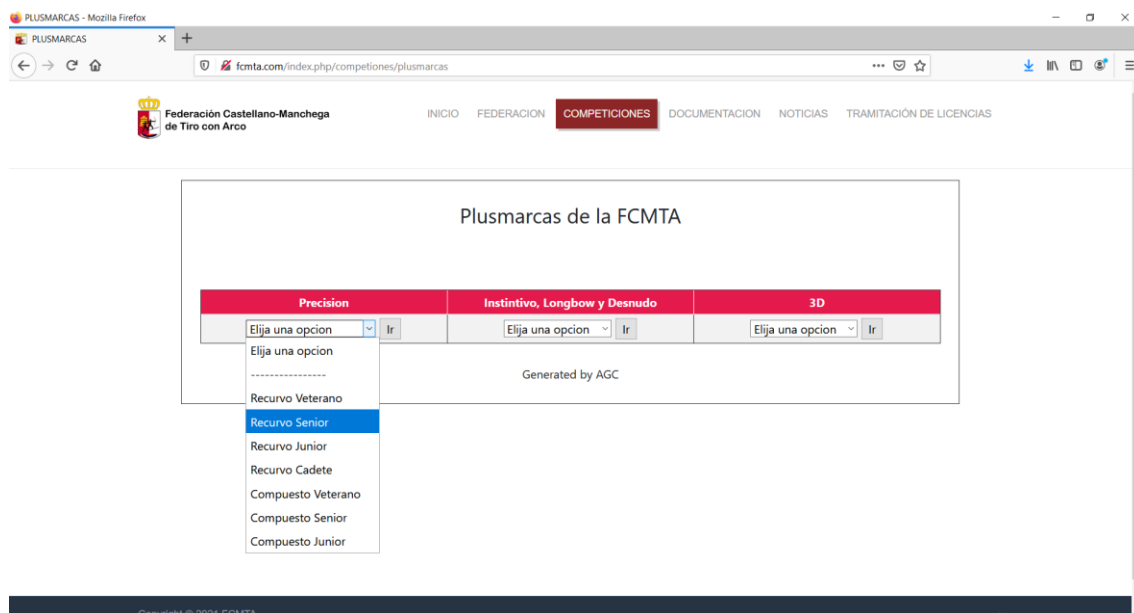 PLUSMARCAS - Mozilla Firefox
PLUSMARCAS
fcmta.com/index.php/competiones/plusmarcas
Federación Castellano-Manchega
de Tiro con Arco
INICIO FEDERACION COMPETICIONES DOCUMENTACION NOTICIAS TRAMITACIÓN DE LICENCIAS
Plusmarcas de la FCMTA
Precision Instintivo, Longbow y Desnudo 3D
Elija una opcion Ir Elija una opcion Ir Elija una opcion Ir
Elija una opcion
----------------
Generated by AGC
Recurvo Veterano
Recurvo Senior
Recurvo Junior
Recurvo Cadete
Compuesto Veterano
Compuesto Senior
Compuesto Junior
Copyright © 2021 FCMTA